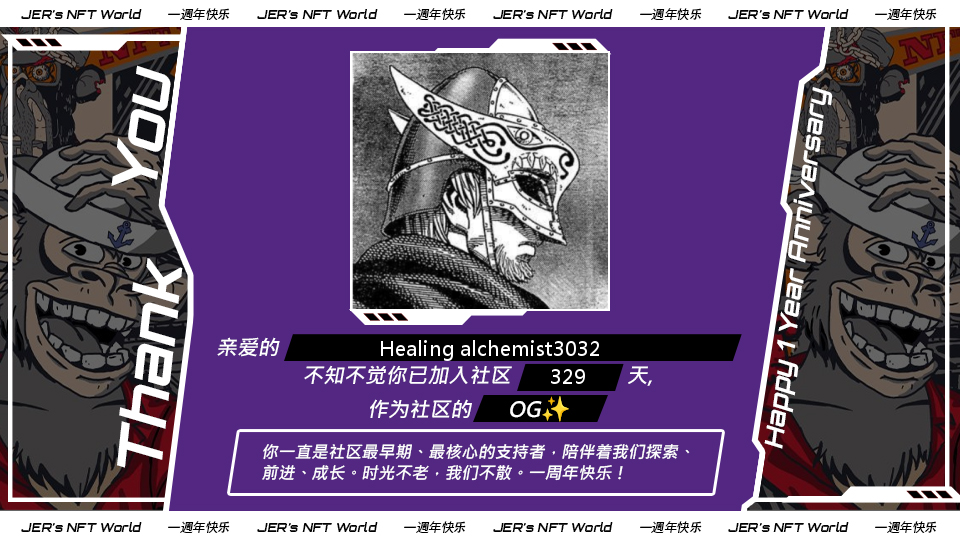 JER's NFT World 一週年快乐 JER's NFT World 一週年快乐 JER's NFT World 一週年快乐 JER's NFT World 一週年快乐
Thank You
亲爱的 Healing alchemist3032
不知不觉你已加入社区 329 天,
作为社区的 OG✨
你一直是社区最早期、最核心的支持者，陪伴着我们探索、
前进、成长。时光不老，我们不散。一周年快乐！
Happy 1 Year Anniversary
JER's NFT World 一週年快乐 JER's NFT World 一週年快乐 JER's NFT World 一週年快乐 JER's NFT World 一週年快乐